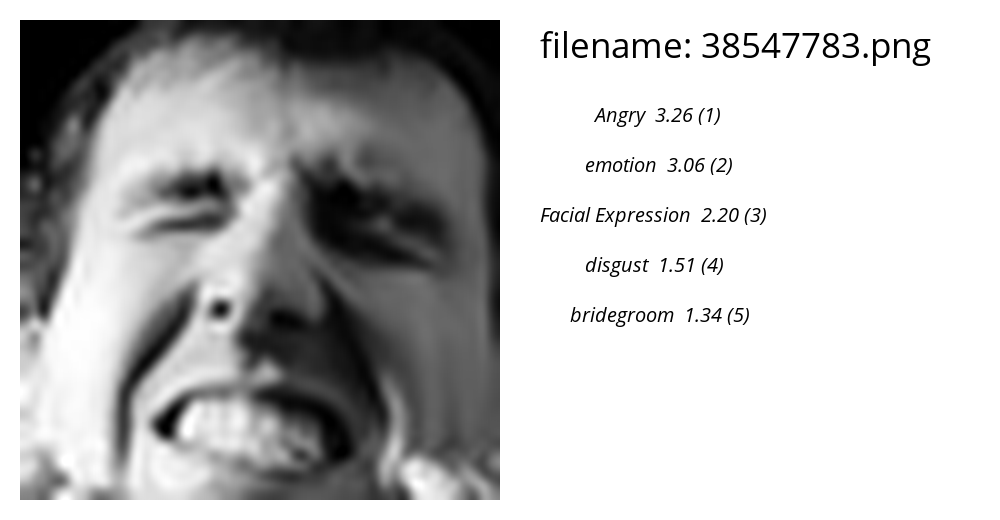 filename: 38547783.png
Angry 3.26 (1)
emotion 3.06 (2)
Facial Expression 2.20 (3)
disgust 1.51 (4)
bridegroom 1.34 (5)